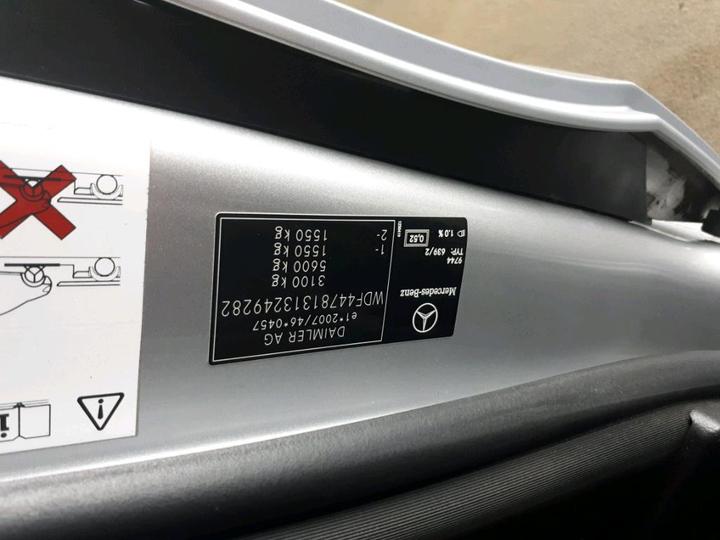 DAIMLER AG
e1*2007/46*0457
WDF44781313249282
3100 kg
5600 kg
1- 1550 kg
2- 1550 kg
Mercedes-Benz
9744
TYP: 639/2
0,52
1.0 %